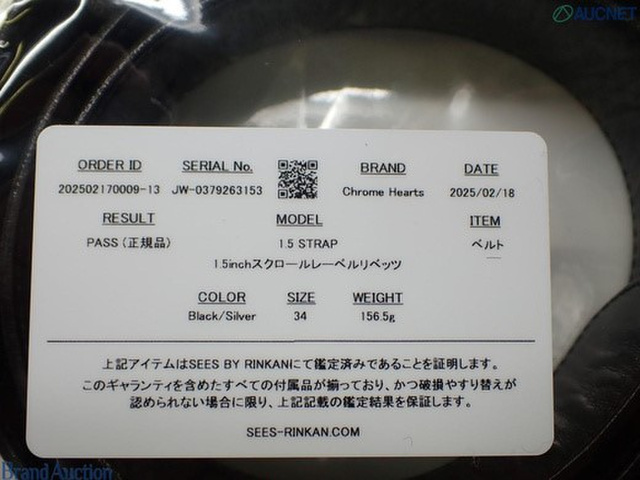 AUCNET
ORDER ID SERIAL No. BRAND DATE
202502170009-13 JW-0379263153 Chrome Hearts 2025/02/18
RESULT MODEL ITEM
PASS (正規品) 1.5 STRAP ベルト
1.5inchスクロールレーベルリベッツ
COLOR SIZE WEIGHT
Black/Silver 34 156.5g
上記アイテムはSEES BY RINKANにて鑑定済みであることを証明します。
このギャランティを含めたすべての付属品が揃っており、かつ破損やすり替えが
認められない場合に限り、上記記載の鑑定結果を保証します。
SEES-RINKAN.COM
Brand Auction